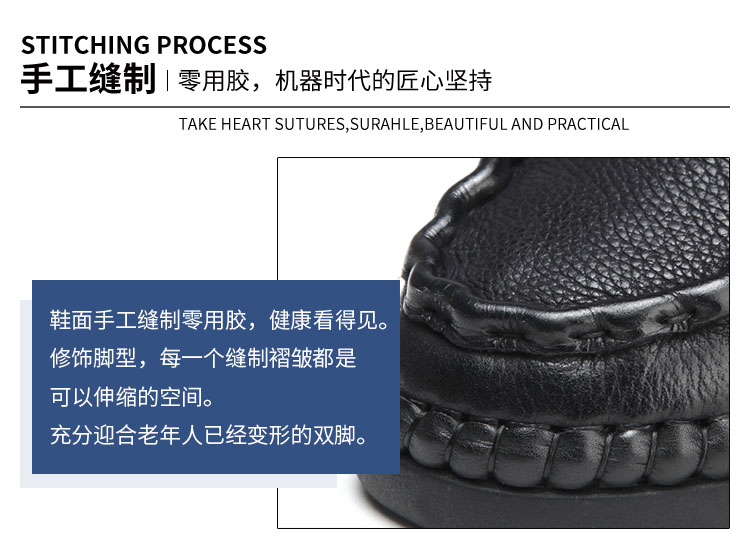 STITCHING PROCESS
手工缝制 | 零用胶，机器时代的匠心坚持
TAKE HEART SUTURES,SURAHLE,BEAUTIFUL AND PRACTICAL
鞋面手工缝制零用胶，健康看得见。
修饰脚型，每一个缝制褶皱都是
可以伸缩的空间。
充分迎合老年人已经变形的双脚。